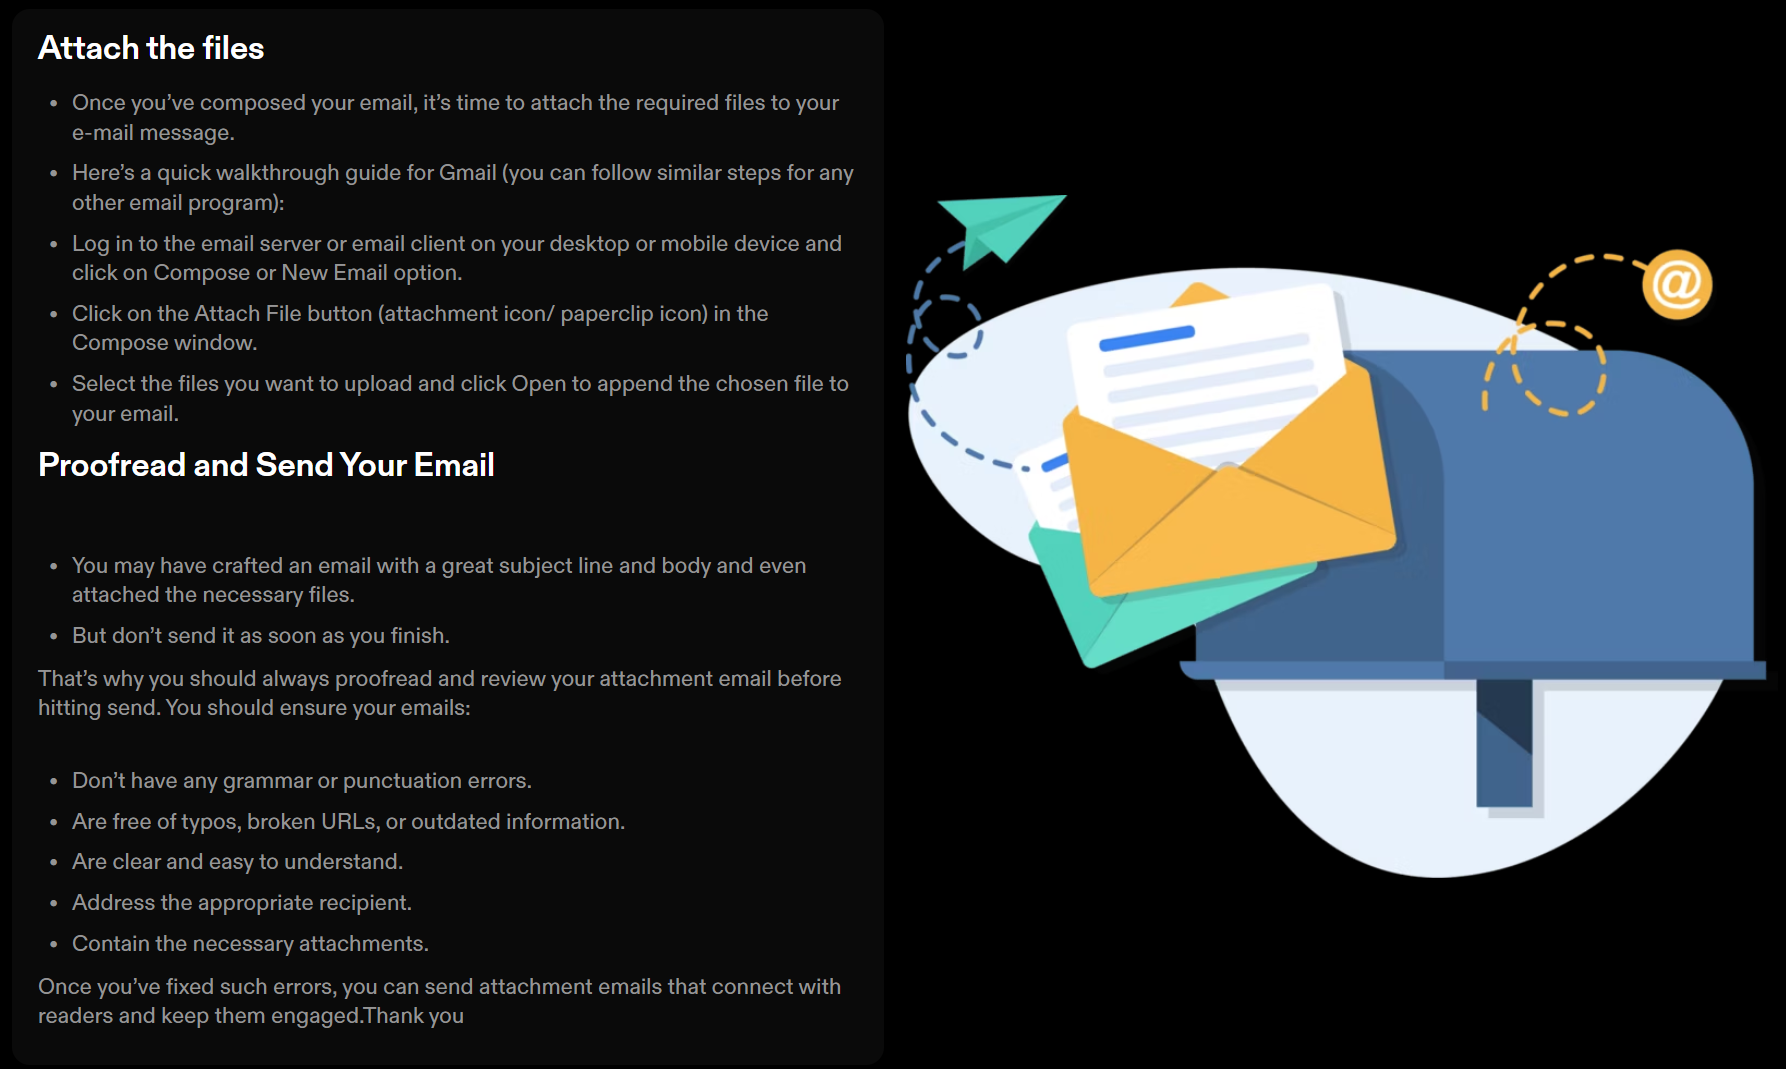 Attach the files
• Once you’ve composed your email, it’s time to attach the required files to your
e-mail message.
• Here’s a quick walkthrough guide for Gmail (you can follow similar steps for any
other email program):
• Log in to the email server or email client on your desktop or mobile device and
click on Compose or New Email option.
• Click on the Attach File button (attachment icon/ paperclip icon) in the
Compose window.
• Select the files you want to upload and click Open to append the chosen file to
your email.
Proofread and Send Your Email
• You may have crafted an email with a great subject line and body and even
attached the necessary files.
• But don’t send it as soon as you finish.
That’s why you should always proofread and review your attachment email before
hitting send. You should ensure your emails:
• Don’t have any grammar or punctuation errors.
• Are free of typos, broken URLs, or outdated information.
• Are clear and easy to understand.
• Address the appropriate recipient.
• Contain the necessary attachments.
Once you’ve fixed such errors, you can send attachment emails that connect with
readers and keep them engaged.Thank you
@